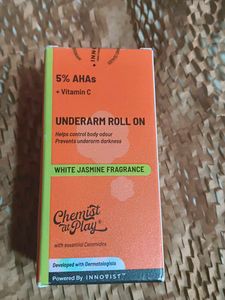 INNOVIST
5% AHAs
+ Vitamin C
UNDERARM ROLL ON
Helps control body odour
Prevents underarm darkness
WHITE JASMINE FRAGRANCE
Chemist
at Play
with essential Ceramides
Developed with Dermatologists
Powered By INNOVIST